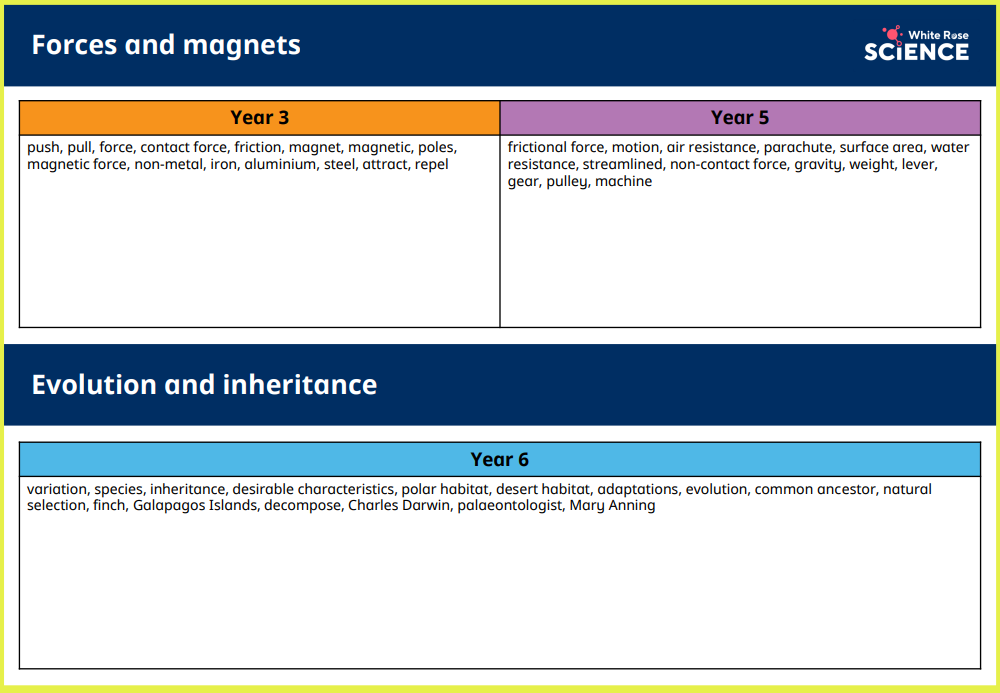 Forces and magnets
White Rose
SCIENCE
Year 3
push, pull, force, contact force, friction, magnet, magnetic, poles,
magnetic force, non-metal, iron, aluminium, steel, attract, repel
Year 5
frictional force, motion, air resistance, parachute, surface area, water
resistance, streamlined, non-contact force, gravity, weight, lever,
gear, pulley, machine
Evolution and inheritance
Year 6
variation, species, inheritance, desirable characteristics, polar habitat, desert habitat, adaptations, evolution, common ancestor, natural
selection, finch, Galapagos Islands, decompose, Charles Darwin, palaeontologist, Mary Anning